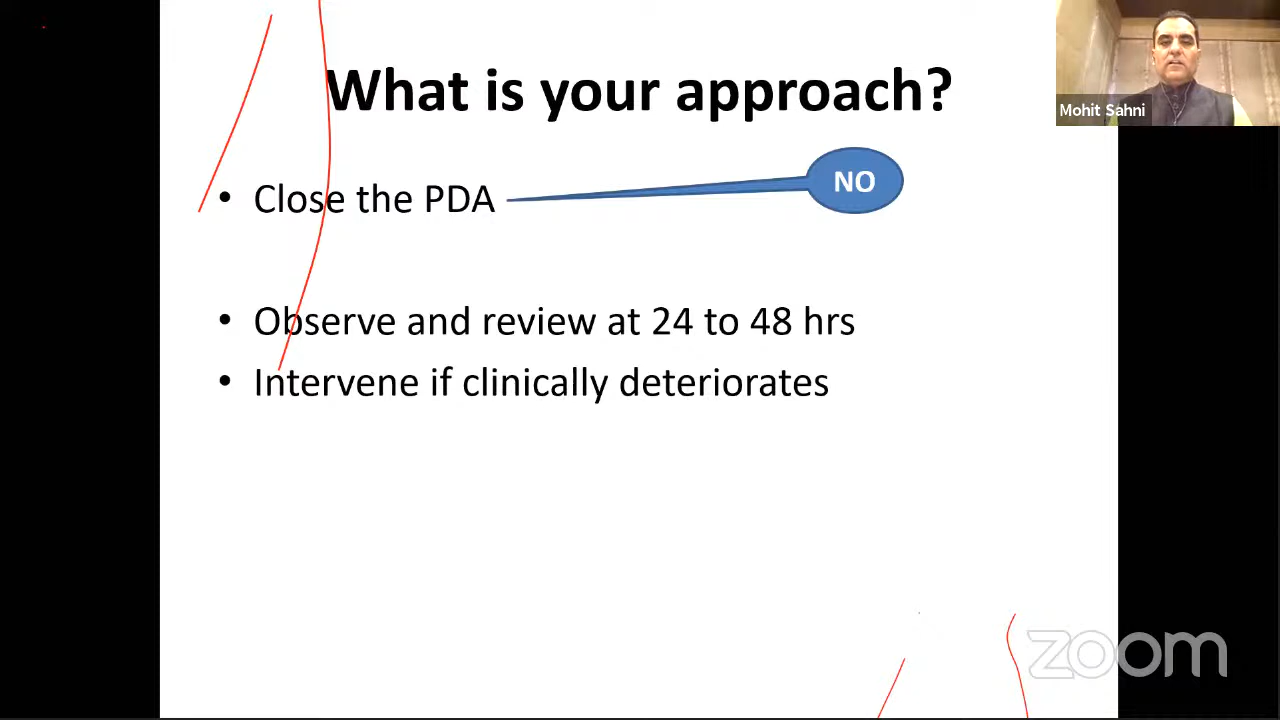 What is your approach?
Mohit Sahni
• Close the PDA
NO
• Observe and review at 24 to 48 hrs
• Intervene if clinically deteriorates
zoom